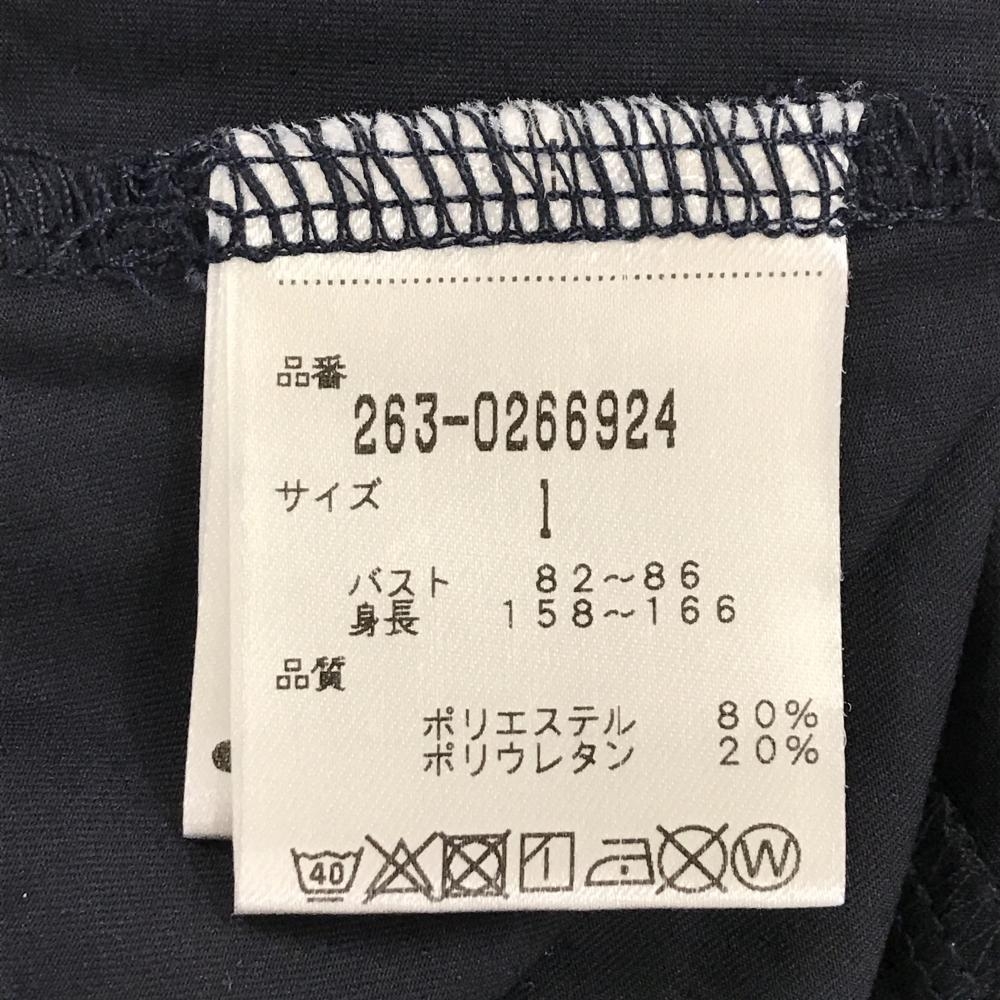 品番
263-0266924
サイズ 1
バスト 82~86
身長 158~166
品質
ポリエステル 80%
ポリウレタン 20%
40 W